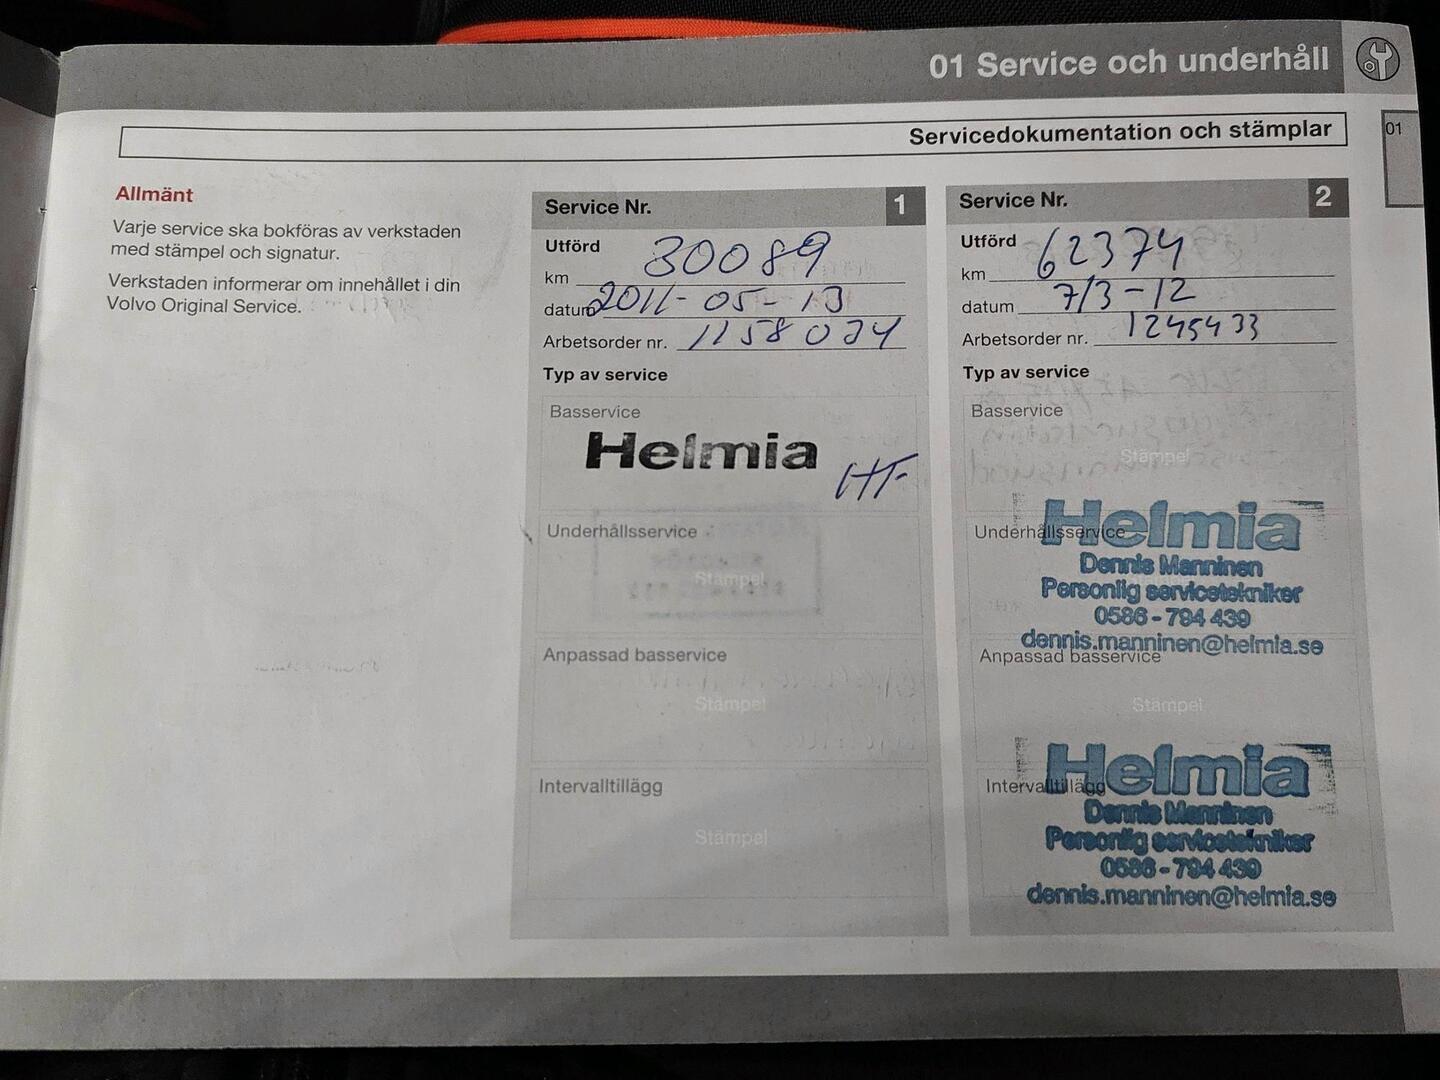 01 Service och underhåll
Servicedokumentation och stämplar
01
Allmänt
Varje service ska bokföras av verkstaden
med stämpel och signatur.
Verkstaden informerar om innehållet i din
Volvo Original Service.
Service Nr. 1
Utförd
km 30089
datum 2011-05-13
Arbetsorder nr. 1158024
Typ av service
Basservice
Helmia
HF
Underhållsservice
Stämpel
Anpassad basservice
Stämpel
Intervalltillägg
Stämpel
Service Nr. 2
Utförd
km 62374
datum 7/3-12
Arbetsorder nr. 1245433
Typ av service
Basservice
Stämpel
Underhållsservice
Helmia
Dennis Manninen
Personlig servicetekniker
0586-794 439
dennis.manninen@helmia.se
Anpassad basservice
Stämpel
Intervalltillägg
Helmia
Dennis Manninen
Personlig servicetekniker
0586-794 439
dennis.manninen@helmia.se